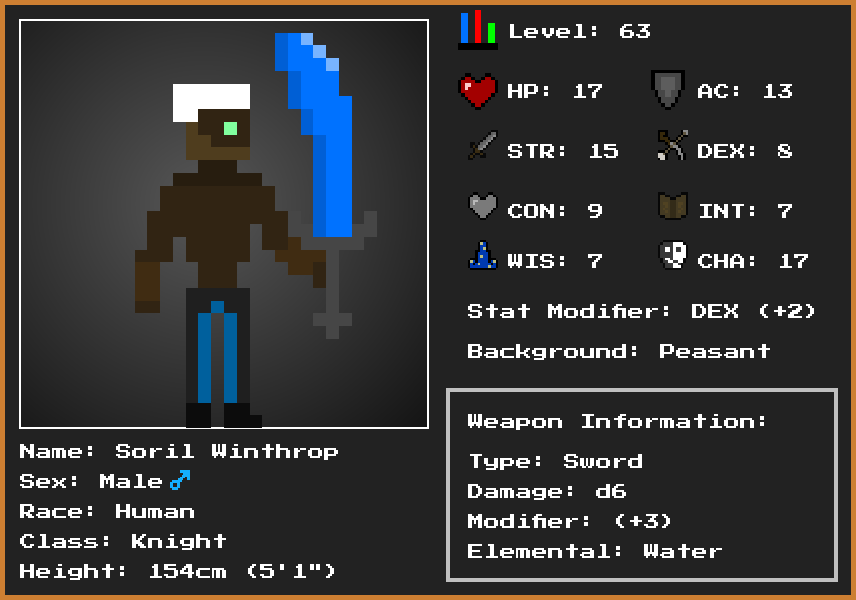 Level: 63
HP: 17 AC: 13
STR: 15 DEX: 8
CON: 9 INT: 7
WIS: 7 CHA: 17
Stat Modifier: DEX (+2)
Background: Peasant
Weapon Information:
Type: Sword
Damage: d6
Modifier: (+3)
Elemental: Water
Name: Soril Winthrop
Sex: Male♂
Race: Human
Class: Knight
Height: 154cm (5'1")